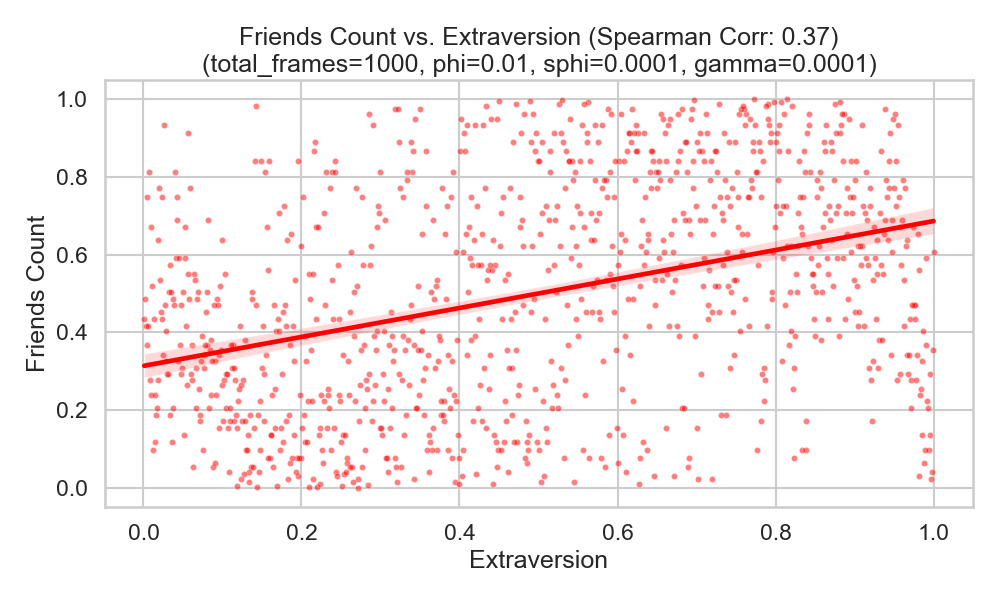 Friends Count vs. Extraversion (Spearman Corr: 0.37)
(total_frames=1000, phi=0.01, sphi=0.0001, gamma=0.0001)
Friends Count
1.0
0.8
0.6
0.4
0.2
0.0
0.0 0.2 0.4 0.6 0.8 1.0
Extraversion